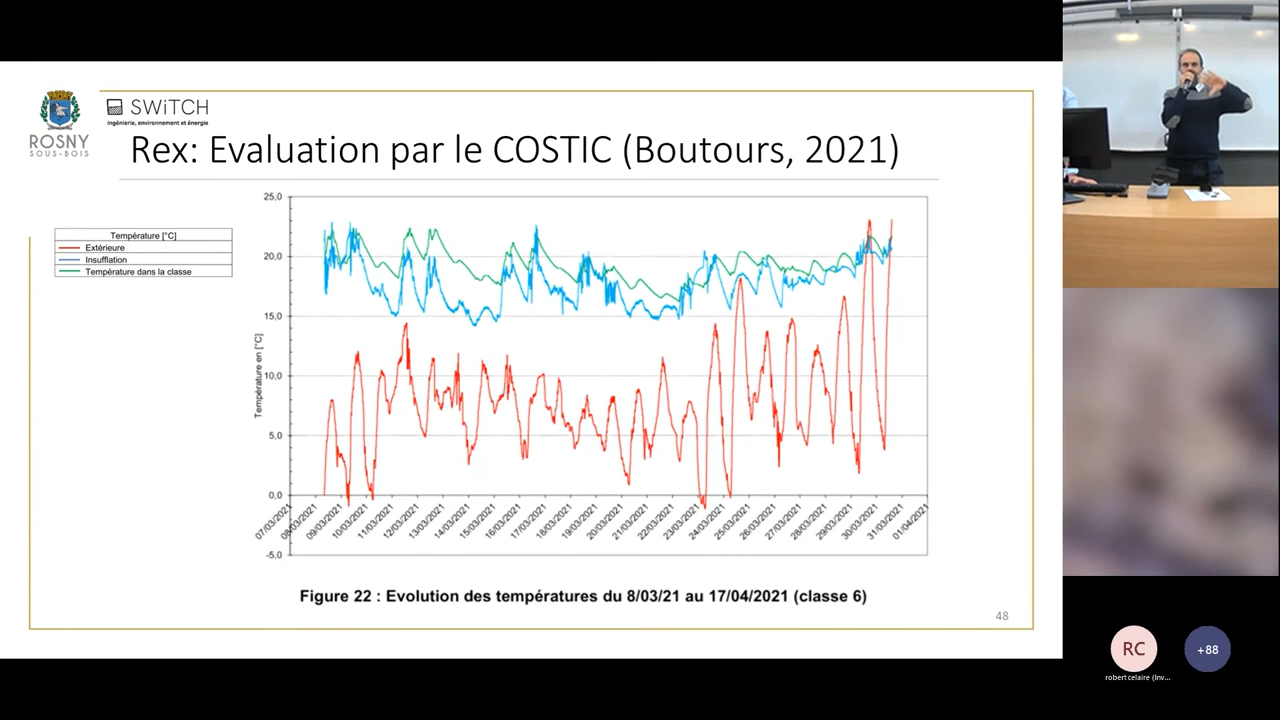 ROSNY
SOUS-BOIS
SWiTCH
ingénierie, environnement et énergie
Rex: Evaluation par le COSTIC (Boutours, 2021)
Température [°C]
Extérieure
Insufflation
Température dans la classe
Température en [°C]
25,0
20,0
15,0
10,0
5,0
0,0
-5,0
07/03/2021
08/03/2021
09/03/2021
10/03/2021
11/03/2021
12/03/2021
13/03/2021
14/03/2021
15/03/2021
16/03/2021
17/03/2021
18/03/2021
19/03/2021
20/03/2021
21/03/2021
22/03/2021
23/03/2021
24/03/2021
25/03/2021
26/03/2021
27/03/2021
28/03/2021
29/03/2021
30/03/2021
31/03/2021
01/04/2021
Figure 22 : Evolution des températures du 8/03/21 au 17/04/2021 (classe 6)
48
RC
+88
robert celaire (Inv...